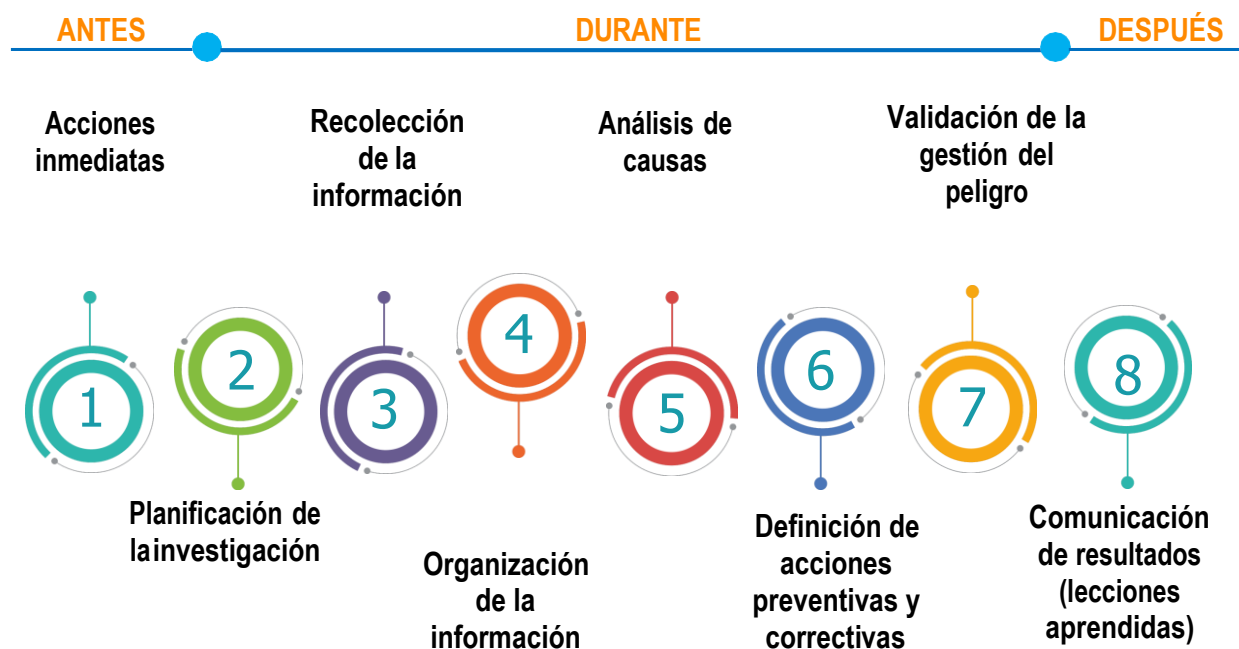 ANTES
DURANTE
DESPUÉS
Acciones
inmediatas
Recolección
de la
información
Análisis de
causas
Validación de la
gestión del
peligro
1
2
3
4
5
6
7
8
Planificación de
lainvestigación
Organización
de la
información
Definición de
acciones
preventivas y
correctivas
Comunicación
de resultados
(lecciones
aprendidas)